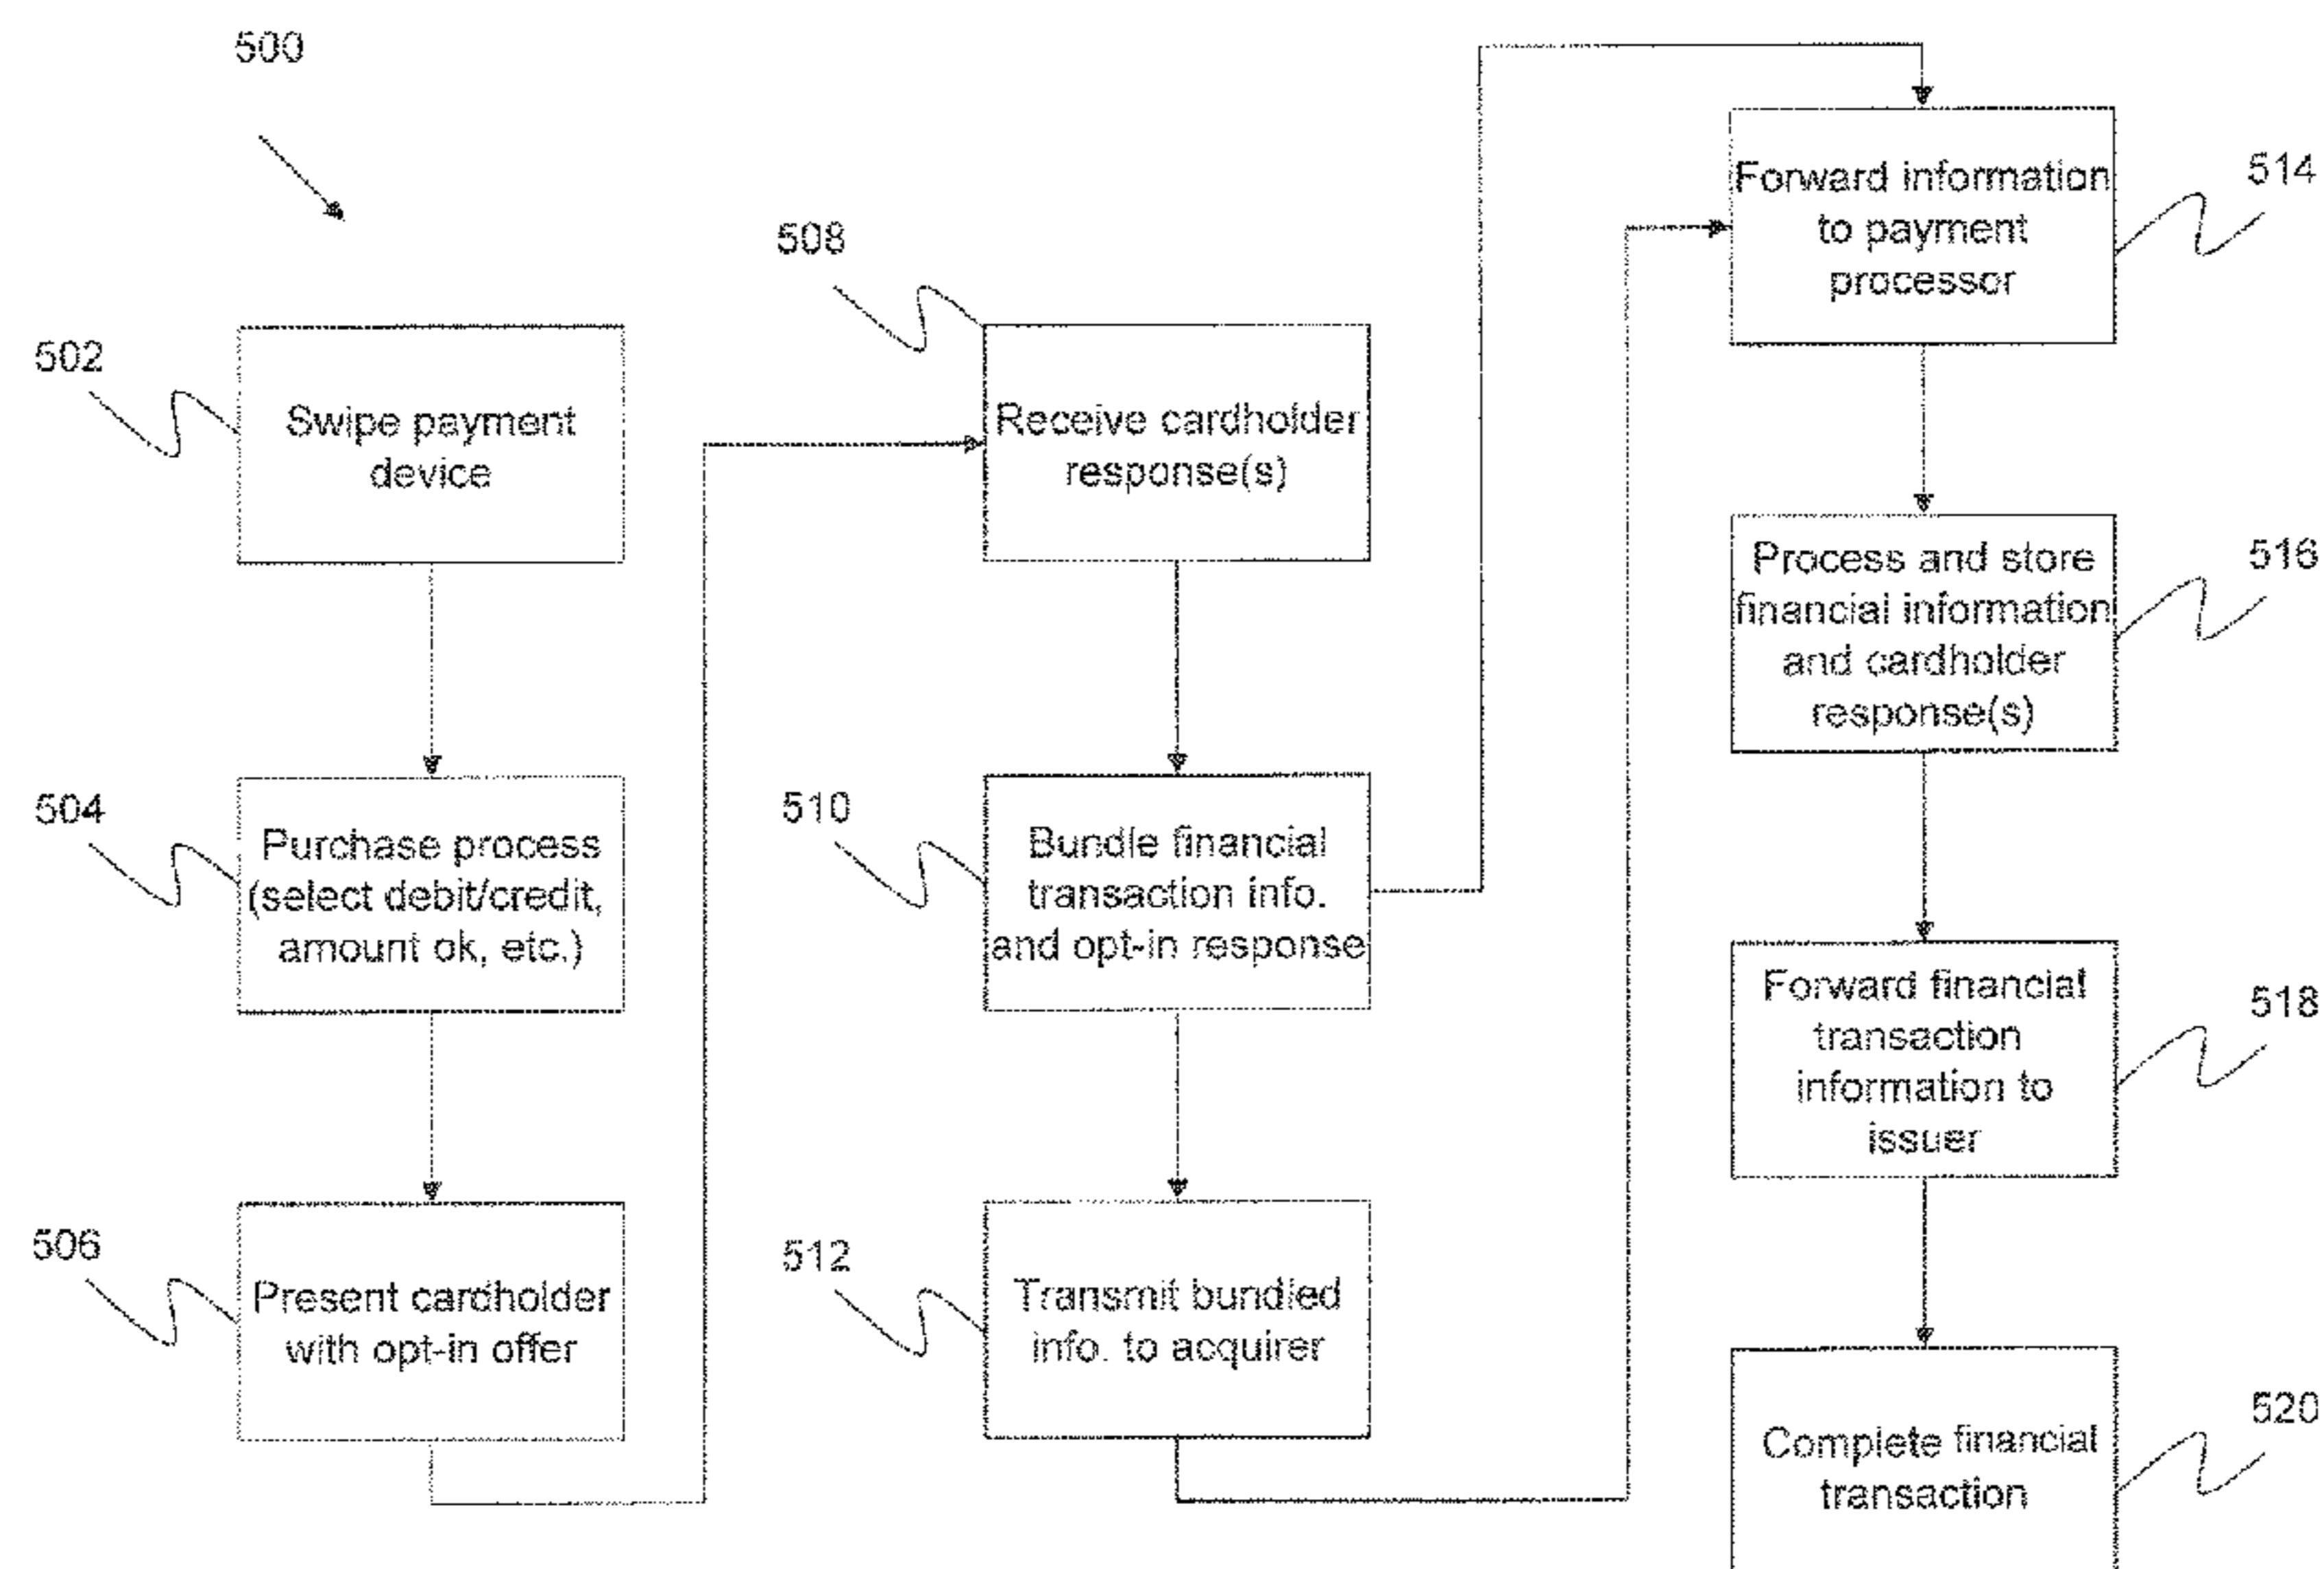 500
502
Swipe payment
device
504
Purchase process
(select debit/credit,
amount ok, etc.)
506
Present cardholder
with opt-in offer
508
Receive cardholder
response(s)
510
Bundle financial
transaction info.
and opt-in response
512
Transmit bundled
info. to acquirer
514
Forward information
to payment
processor
516
Process and store
financial information
and cardholder
response(s)
518
Forward financial
transaction
information to
issuer
520
Complete financial
transaction